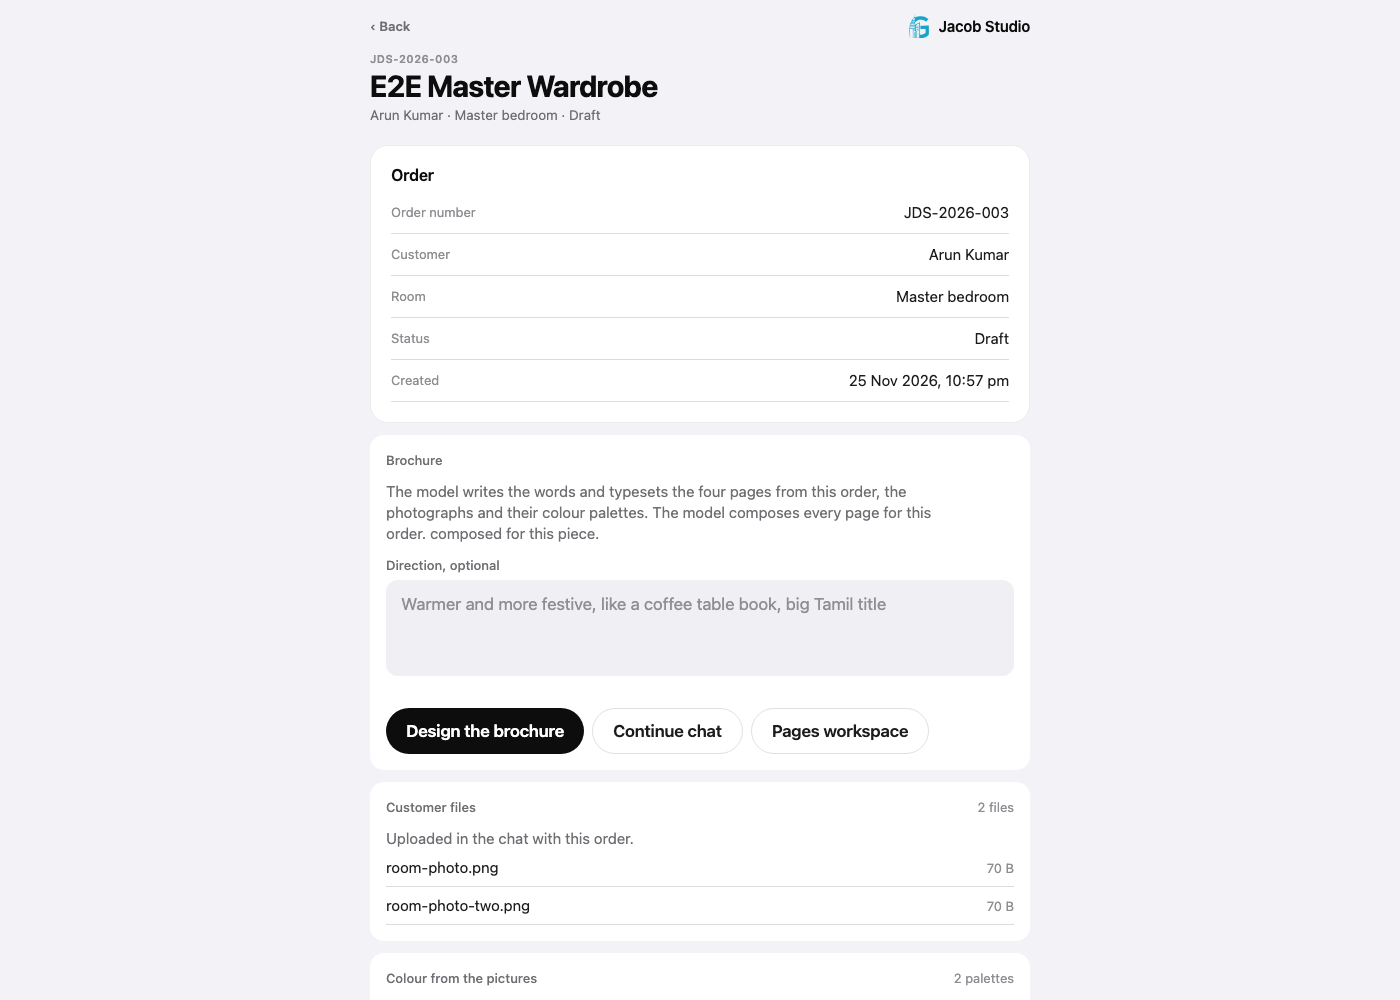 ‹ Back
Jacob Studio
JDS-2026-003
E2E Master Wardrobe
Arun Kumar · Master bedroom · Draft
Order
Order number JDS-2026-003
Customer Arun Kumar
Room Master bedroom
Status Draft
Created 25 Nov 2026, 10:57 pm
Brochure
The model writes the words and typesets the four pages from this order, the
photographs and their colour palettes. The model composes every page for this
order. composed for this piece.
Direction, optional
Warmer and more festive, like a coffee table book, big Tamil title
Design the brochure Continue chat Pages workspace
Customer files 2 files
Uploaded in the chat with this order.
room-photo.png 70 B
room-photo-two.png 70 B
Colour from the pictures 2 palettes